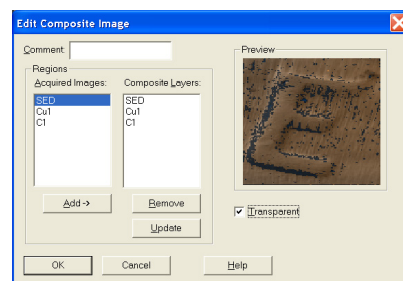 Edit Composite Image
Comment:
Preview
Regions
Acquired Images:
Composite Layers:
SED
Cu1
C1
SED
Cu1
C1
Add ->
Remove
Update
Transparent
OK
Cancel
Help